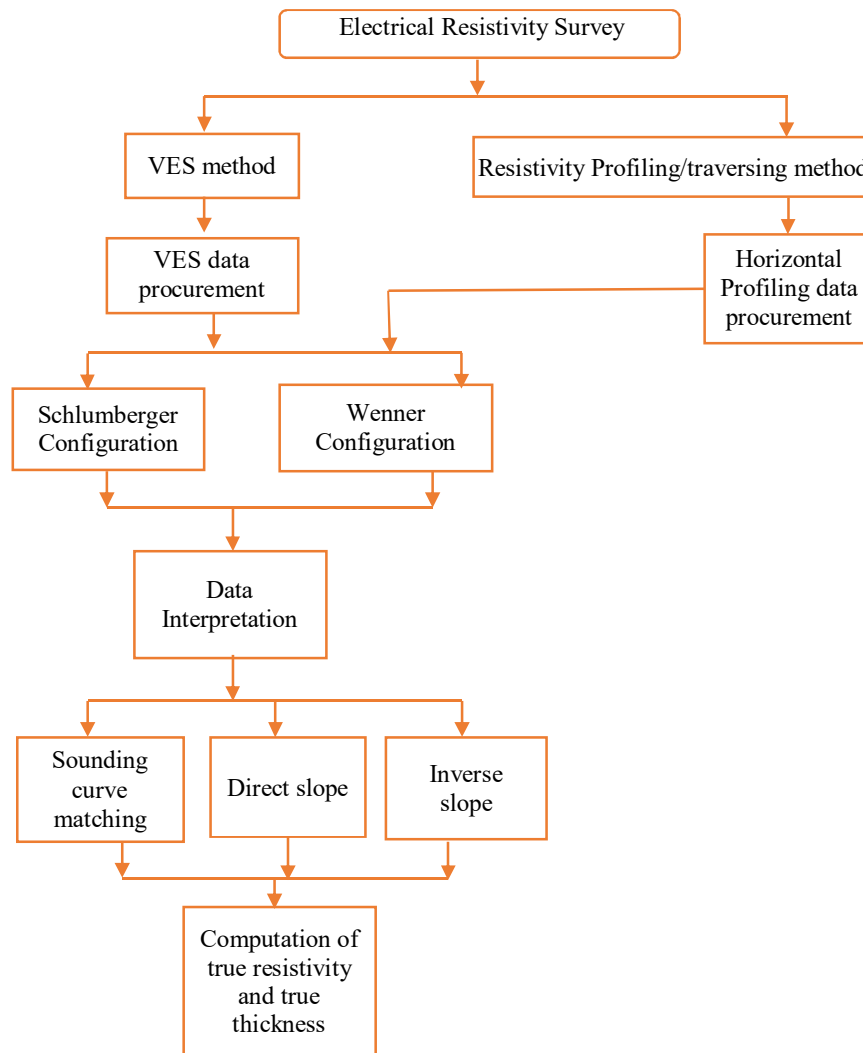 Electrical Resistivity Survey
VES method
Resistivity Profiling/traversing method
VES data
procurement
Horizontal
Profiling data
procurement
Schlumberger
Configuration
Wenner
Configuration
Data
Interpretation
Sounding
curve
matching
Direct slope
Inverse
slope
Computation of
true resistivity
and true
thickness